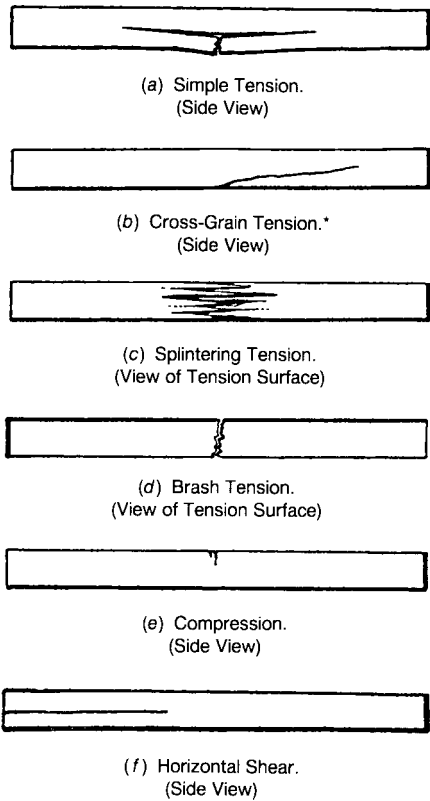 (a) Simple Tension.
(Side View)
(b) Cross-Grain Tension.*
(Side View)
(c) Splintering Tension.
(View of Tension Surface)
(d) Brash Tension.
(View of Tension Surface)
(e) Compression.
(Side View)
(f) Horizontal Shear.
(Side View)